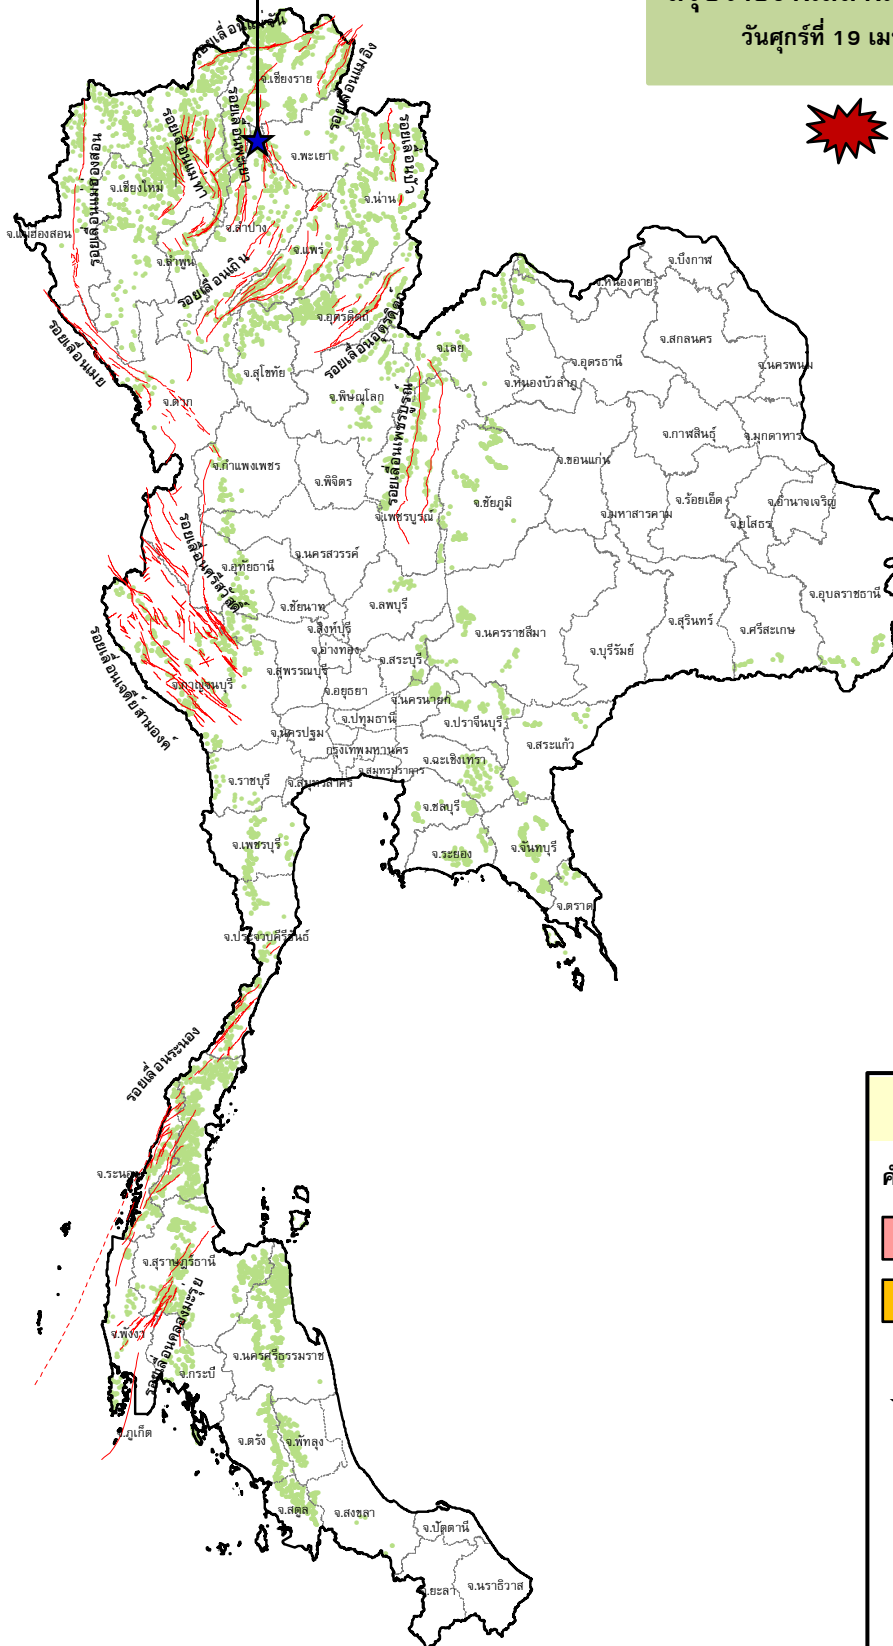 วันศุกร์ที่ 19 เม
รอยเลื่อนแม่จัน
จ.เชียงราย
รอยเลื่อนแม่อิง
รอยเลื่อนแม่ทา
รอยเลื่อนพะเยา
จ.พะเยา
รอยเลื่อนปัว
รอยเลื่อนแม่ฮ่องสอน
จ.เชียงใหม่
จ.น่าน
จ.แม่ฮ่องสอน
จ.ลำปาง
จ.แพร่
จ.ลำพูน
รอยเลื่อนเถิน
จ.บึงกาฬ
จ.หนองคาย
จ.อุตรดิตถ์
รอยเลื่อนอุตรดิตถ์
รอยเลื่อนเมย
จ.เลย
จ.สกลนคร
จ.อุดรธานี
จ.นครพนม
จ.สุโขทัย
จ.หนองบัวลำภู
จ.ตาก
จ.พิษณุโลก
รอยเลื่อนเพชรบูรณ์
จ.กาฬสินธุ์
จ.มุกดาหาร
จ.กำแพงเพชร
จ.ขอนแก่น
จ.พิจิตร
จ.ชัยภูมิ
จ.ร้อยเอ็ด
จ.อำนาจเจริญ
จ.เพชรบูรณ์
จ.มหาสารคาม
จ.ยโสธร
รอยเลื่อนศรีสวัสดิ์
จ.นครสวรรค์
จ.อุทัยธานี
จ.อุบลราชธานี
จ.ชัยนาท
จ.ลพบุรี
จ.สิงห์บุรี
จ.นครราชสีมา
จ.สุรินทร์
จ.ศรีสะเกษ
จ.อ่างทอง
จ.บุรีรัมย์
จ.สระบุรี
จ.สุพรรณบุรี
รอยเลื่อนเจดีย์สามองค์
จ.กาญจนบุรี
จ.อยุธยา
จ.นครนายก
จ.ปทุมธานี
จ.ปราจีนบุรี
จ.นครปฐม
จ.สระแก้ว
กรุงเทพมหานคร
จ.ฉะเชิงเทรา
จ.สมุทรปราการ
จ.ราชบุรี
จ.สมุทรสาคร
จ.ชลบุรี
จ.เพชรบุรี
จ.ระยอง
จ.จันทบุรี
จ.ตราด
จ.ประจวบคีรีขันธ์
รอยเลื่อนระนอง
จ.ระนอง
จ.สุราษฎร์ธานี
รอยเลื่อนคลองมะรุ่ย
จ.พังงา
จ.นครศรีธรรมราช
จ.กระบี่
จ.ภูเก็ต
จ.ตรัง
จ.พัทลุง
จ.สตูล
จ.สงขลา
จ.ปัตตานี
จ.ยะลา
จ.นราธิวาส